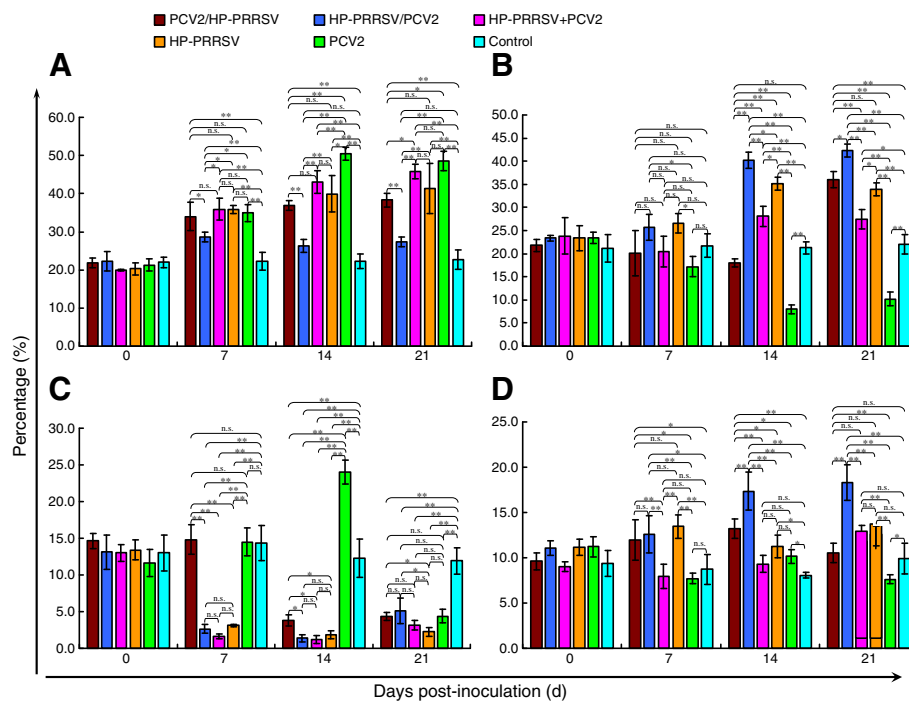 PCV2/HP-PRRSV HP-PRRSV/PCV2 HP-PRRSV+PCV2
HP-PRRSV PCV2 Control
A
60.0
50.0
40.0
30.0
20.0
10.0
0.0
0 7 14 21
** n.s. n.s. ** ** * * n.s. * n.s. n.s. ** ** **
** ** n.s. n.s. ** ** ** ** n.s. ** ** * **
** * n.s. n.s. ** ** * ** n.s. ** n.s. ** **
B
50.0
45.0
40.0
35.0
30.0
25.0
20.0
15.0
10.0
5.0
0.0
0 7 14 21
n.s. n.s. n.s. n.s. * n.s. n.s. n.s. n.s. n.s. * n.s.
n.s. ** ** ** ** ** * ** ** ** * ** ** **
** ** ** n.s. ** ** * ** * ** * ** ** **
C
30.0
25.0
20.0
15.0
10.0
5.0
0.0
0 7 14 21
n.s. ** ** ** n.s. n.s. ** ** ** ** n.s. n.s. n.s.
** ** ** ** ** ** ** ** ** * n.s. * n.s. * n.s.
** ** ** ** n.s. n.s. ** * * n.s. n.s. n.s.
D
25.0
20.0
15.0
10.0
5.0
0.0
0 7 14 21
* * n.s. * n.s. ** n.s. ** ** n.s. ** ** n.s.
** n.s. * ** ** ** ** ** n.s. n.s. n.s. n.s. * *
n.s. n.s. ** n.s. ** ** ** ** n.s. ** n.s. n.s. ** *
Percentage (%)
Days post-inoculation (d)